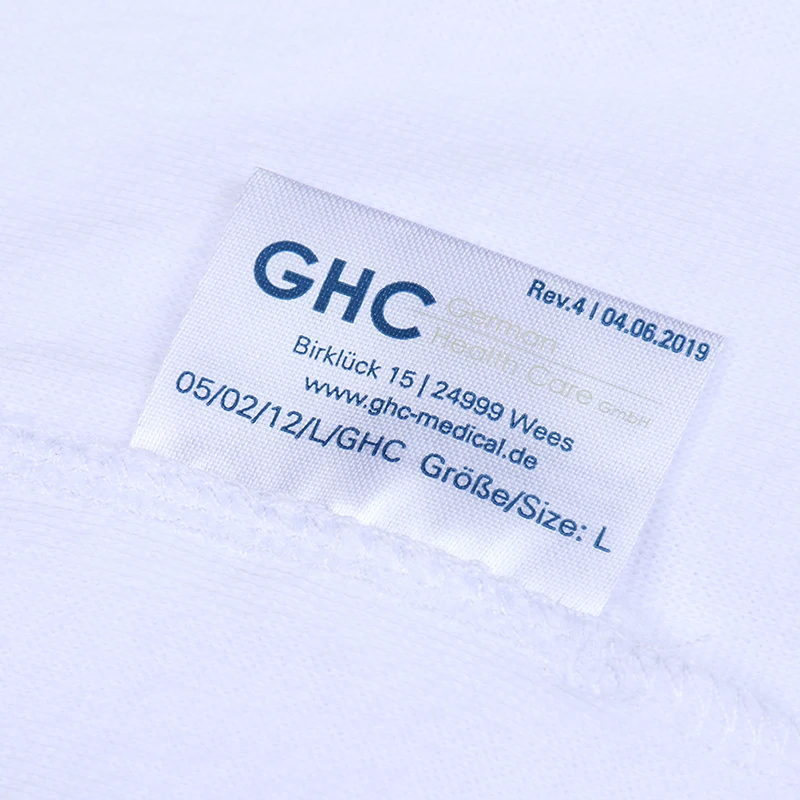 Rev.4 | 04.06.2019
GHC German
Health Care GmbH
Birklück 15 | 24999 Wees
www.ghc-medical.de
05/02/12/L/GHC Größe/Size: L